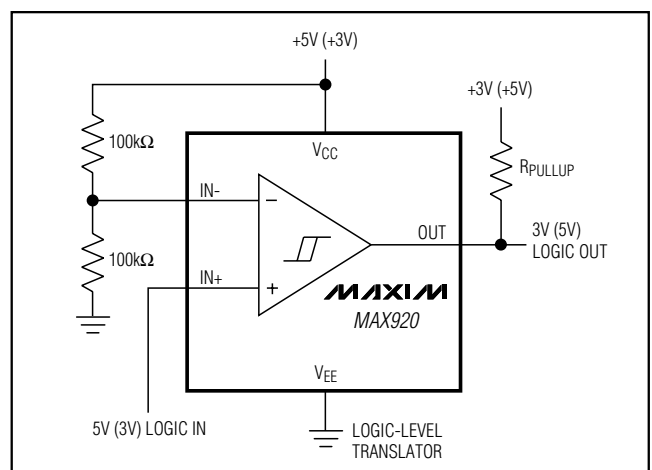 +5V (+3V)
+3V (+5V)
100kΩ
VCC
RPULLUP
IN-
−
OUT
3V (5V)
LOGIC OUT
100kΩ
IN+
+
MAXIM
MAX920
VEE
5V (3V) LOGIC IN
LOGIC-LEVEL
TRANSLATOR